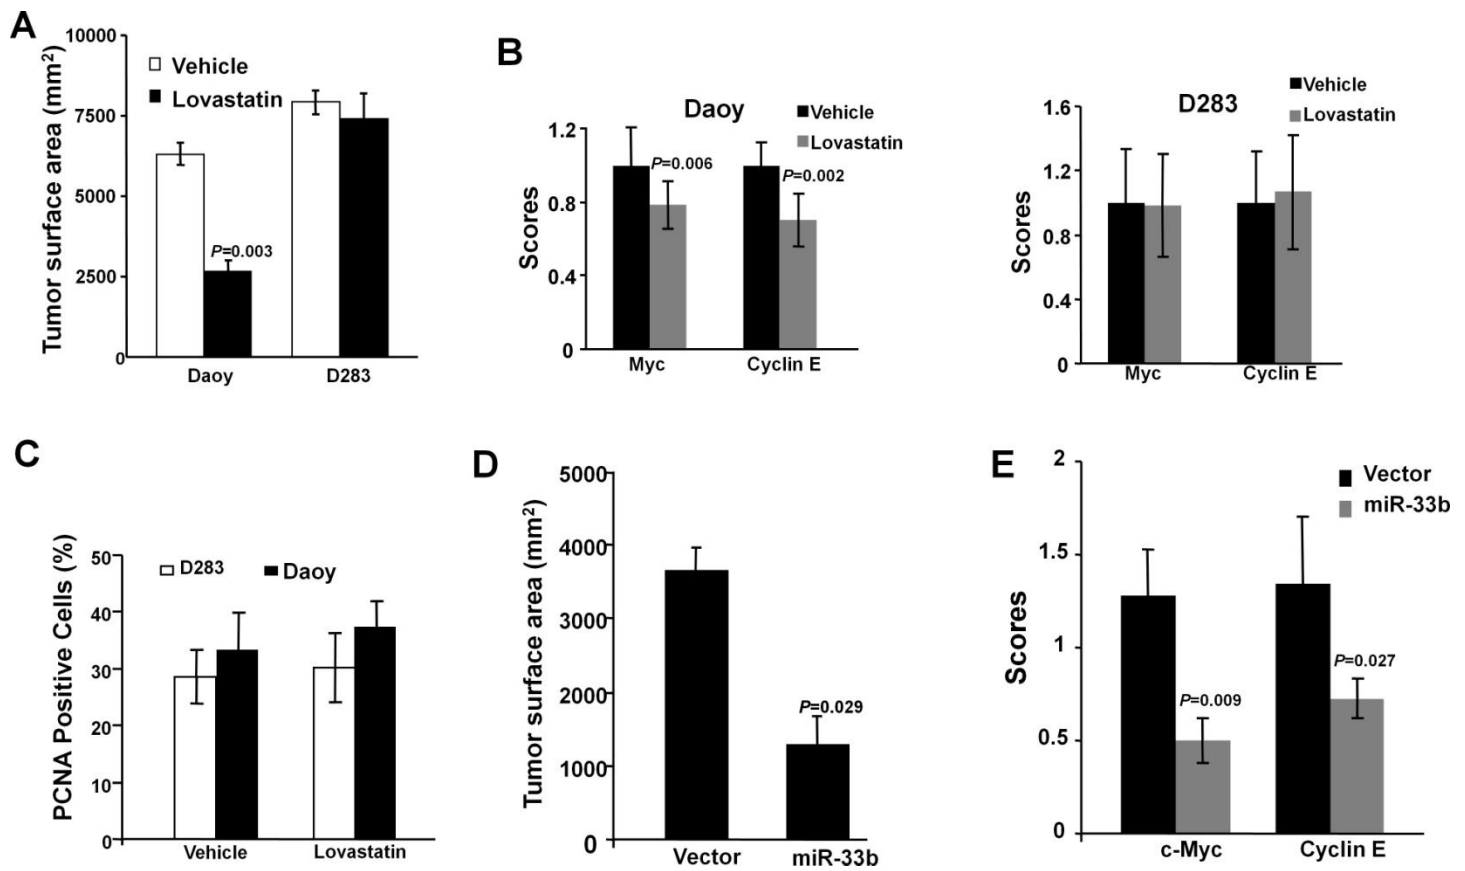 A
Tumor surface area (mm²)
10000
7500
5000
2500
0
Vehicle
Lovastatin
P=0.003
Daoy
D283
B
Daoy
Vehicle
Lovastatin
Scores
1.2
0.8
0.4
0
P=0.006
P=0.002
Myc
Cyclin E
D283
Vehicle
Lovastatin
Scores
1.6
1.2
0.8
0.4
0
Myc
Cyclin E
C
PCNA Positive Cells (%)
50
40
30
20
10
0
D283
Daoy
Vehicle
Lovastatin
D
Tumor surface area (mm²)
5000
4000
3000
2000
1000
0
P=0.029
Vector
miR-33b
E
Scores
2
1.5
1
0.5
0
Vector
miR-33b
P=0.009
P=0.027
c-Myc
Cyclin E